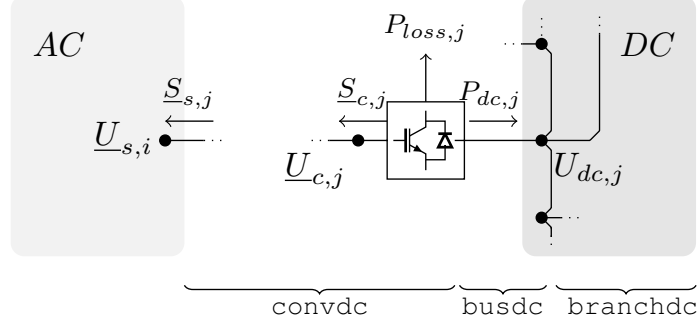 AC
P_{loss,j}
DC
S_{s,j}
S_{c,j}
P_{dc,j}
U_{s,i}
U_{c,j}
U_{dc,j}
convdc
busdc
branchdc